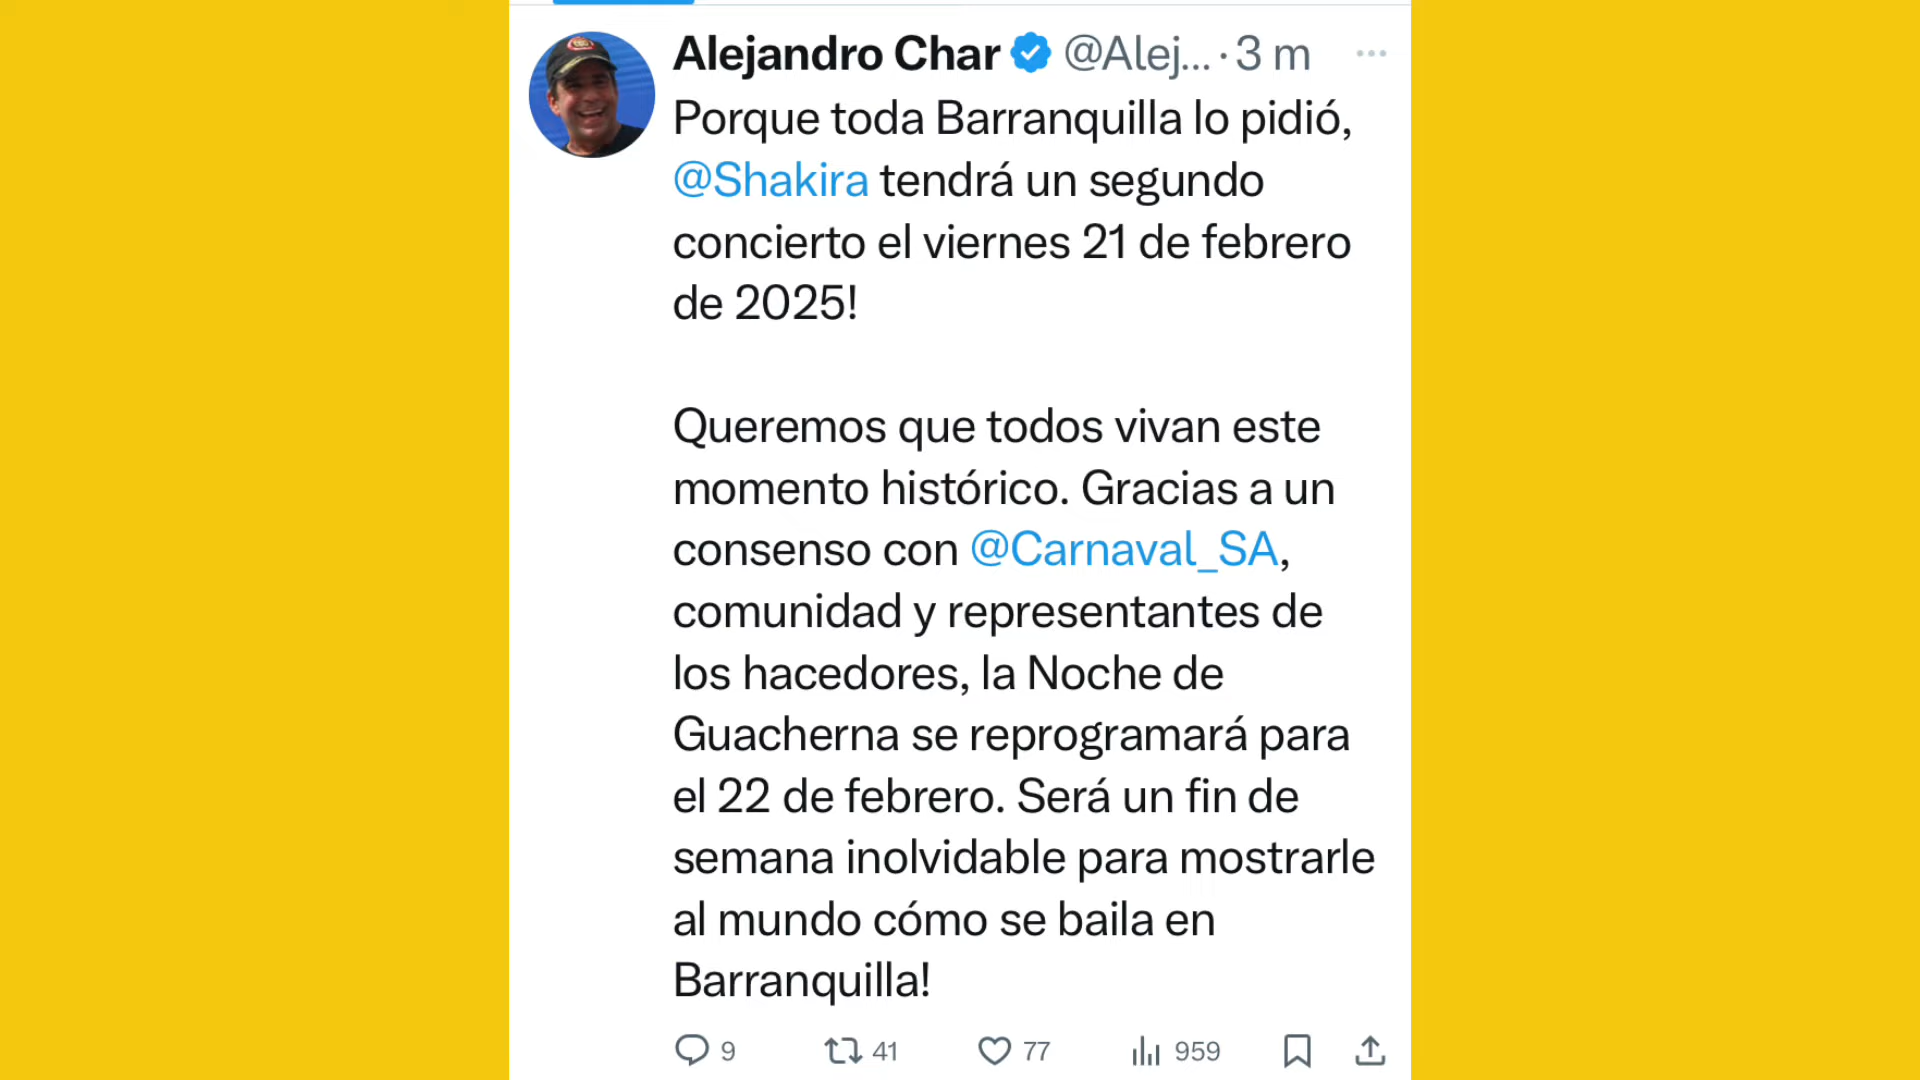 Alejandro Char @Alej... · 3 m
Porque toda Barranquilla lo pidió,
@Shakira tendrá un segundo
concierto el viernes 21 de febrero
de 2025!
Queremos que todos vivan este
momento histórico. Gracias a un
consenso con @Carnaval_SA,
comunidad y representantes de
los hacedores, la Noche de
Guacherna se reprogramará para
el 22 de febrero. Será un fin de
semana inolvidable para mostrarle
al mundo cómo se baila en
Barranquilla!
9 41 77 959